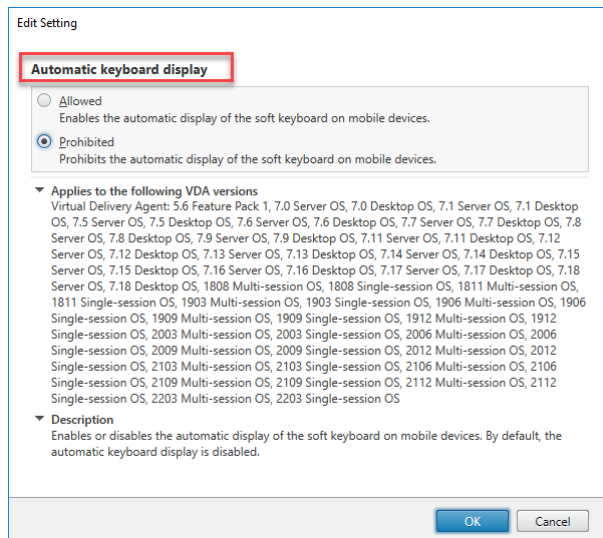 Edit Setting
Automatic keyboard display
Allowed
Enables the automatic display of the soft keyboard on mobile devices.
Prohibited
Prohibits the automatic display of the soft keyboard on mobile devices.
Applies to the following VDA versions
Virtual Delivery Agent: 5.6 Feature Pack 1, 7.0 Server OS, 7.0 Desktop OS, 7.1 Server OS, 7.1 Desktop
OS, 7.5 Server OS, 7.5 Desktop OS, 7.6 Server OS, 7.6 Desktop OS, 7.7 Server OS, 7.7 Desktop OS, 7.8
Server OS, 7.8 Desktop OS, 7.9 Server OS, 7.9 Desktop OS, 7.11 Server OS, 7.11 Desktop OS, 7.12
Server OS, 7.12 Desktop OS, 7.13 Server OS, 7.13 Desktop OS, 7.14 Server OS, 7.14 Desktop OS, 7.15
Server OS, 7.15 Desktop OS, 7.16 Server OS, 7.16 Desktop OS, 7.17 Server OS, 7.17 Desktop OS, 7.18
Server OS, 7.18 Desktop OS, 1808 Multi-session OS, 1808 Single-session OS, 1811 Multi-session OS,
1811 Single-session OS, 1903 Multi-session OS, 1903 Single-session OS, 1906 Multi-session OS, 1906
Single-session OS, 1909 Multi-session OS, 1909 Single-session OS, 1912 Multi-session OS, 1912
Single-session OS, 2003 Multi-session OS, 2003 Single-session OS, 2006 Multi-session OS, 2006
Single-session OS, 2009 Multi-session OS, 2009 Single-session OS, 2012 Multi-session OS, 2012
Single-session OS, 2103 Multi-session OS, 2103 Single-session OS, 2106 Multi-session OS, 2106
Single-session OS, 2109 Multi-session OS, 2109 Single-session OS, 2112 Multi-session OS, 2112
Single-session OS, 2203 Multi-session OS, 2203 Single-session OS
Description
Enables or disables the automatic display of the soft keyboard on mobile devices. By default, the
automatic keyboard display is disabled.
OK
Cancel